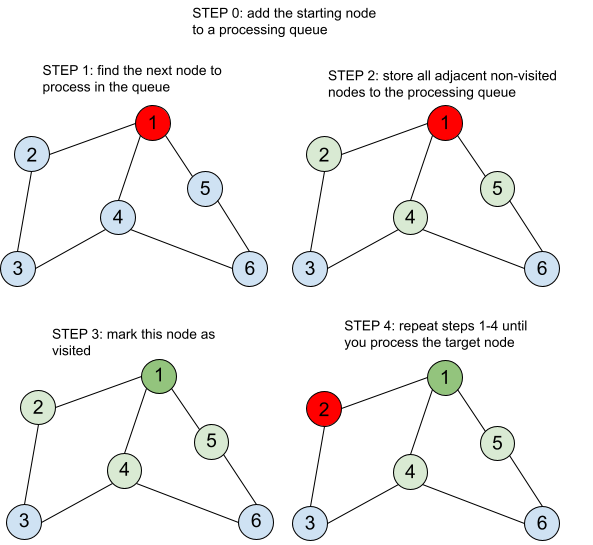 STEP 0: add the starting node
to a processing queue
STEP 1: find the next node to
process in the queue
1
2
5
4
3
6
STEP 2: store all adjacent non-visited
nodes to the processing queue
1
2
5
4
3
6
STEP 3: mark this node as
visited
1
2
5
4
3
6
STEP 4: repeat steps 1-4 until
you process the target node
1
2
5
4
3
6